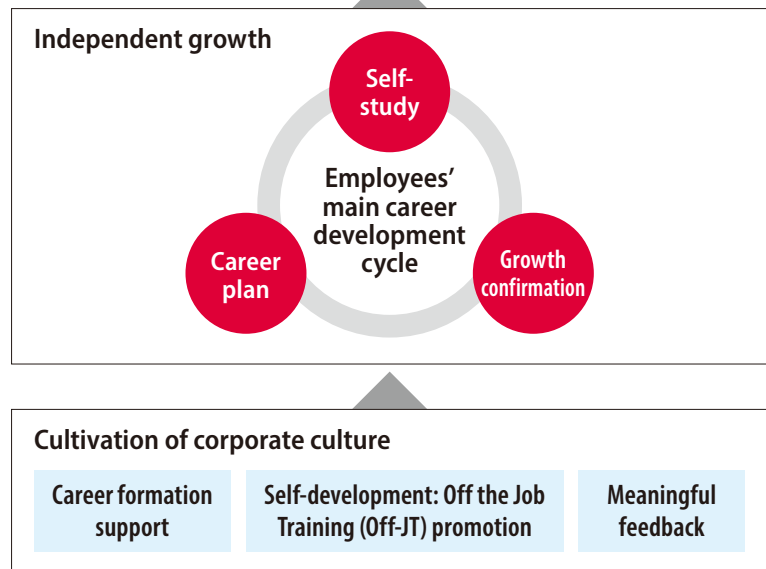 Independent growth
Self-
study
Employees'
main career
development
cycle
Career
plan
Growth
confirmation
Cultivation of corporate culture
Career formation
support
Self-development: Off the Job
Training (Off-JT) promotion
Meaningful
feedback